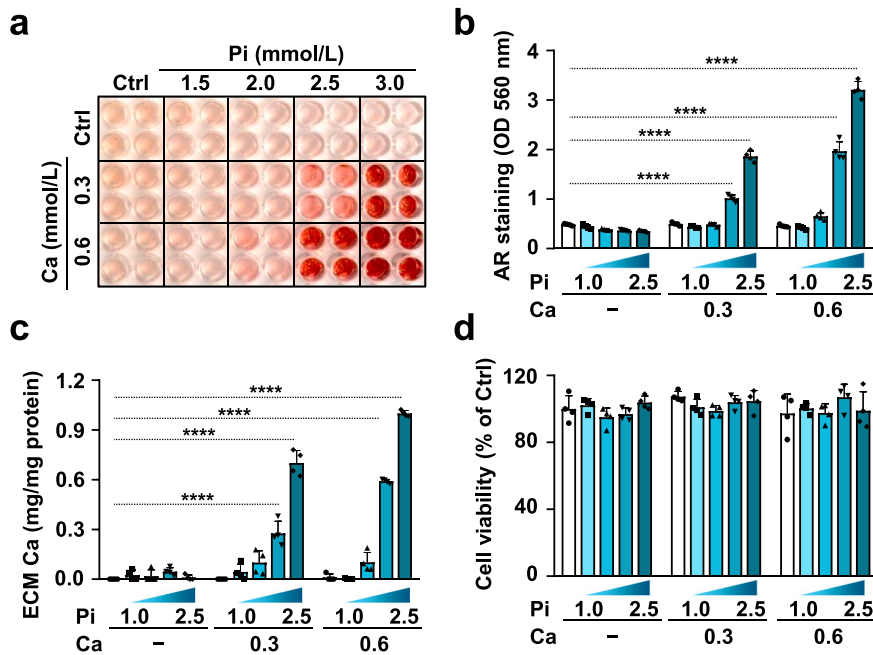 a
Pi (mmol/L)
Ctrl 1.5 2.0 2.5 3.0
Ca (mmol/L)
Ctrl
0.3
0.6
b
AR staining (OD 560 nm)
4
3
2
1
0
****
****
****
****
Pi 1.0 2.5 1.0 2.5 1.0 2.5
Ca – 0.3 0.6
c
ECM Ca (mg/mg protein)
1.2
0.9
0.6
0.3
0.0
****
****
****
****
Pi 1.0 2.5 1.0 2.5 1.0 2.5
Ca – 0.3 0.6
d
Cell viability (% of Ctrl)
120
80
40
0
Pi 1.0 2.5 1.0 2.5 1.0 2.5
Ca – 0.3 0.6